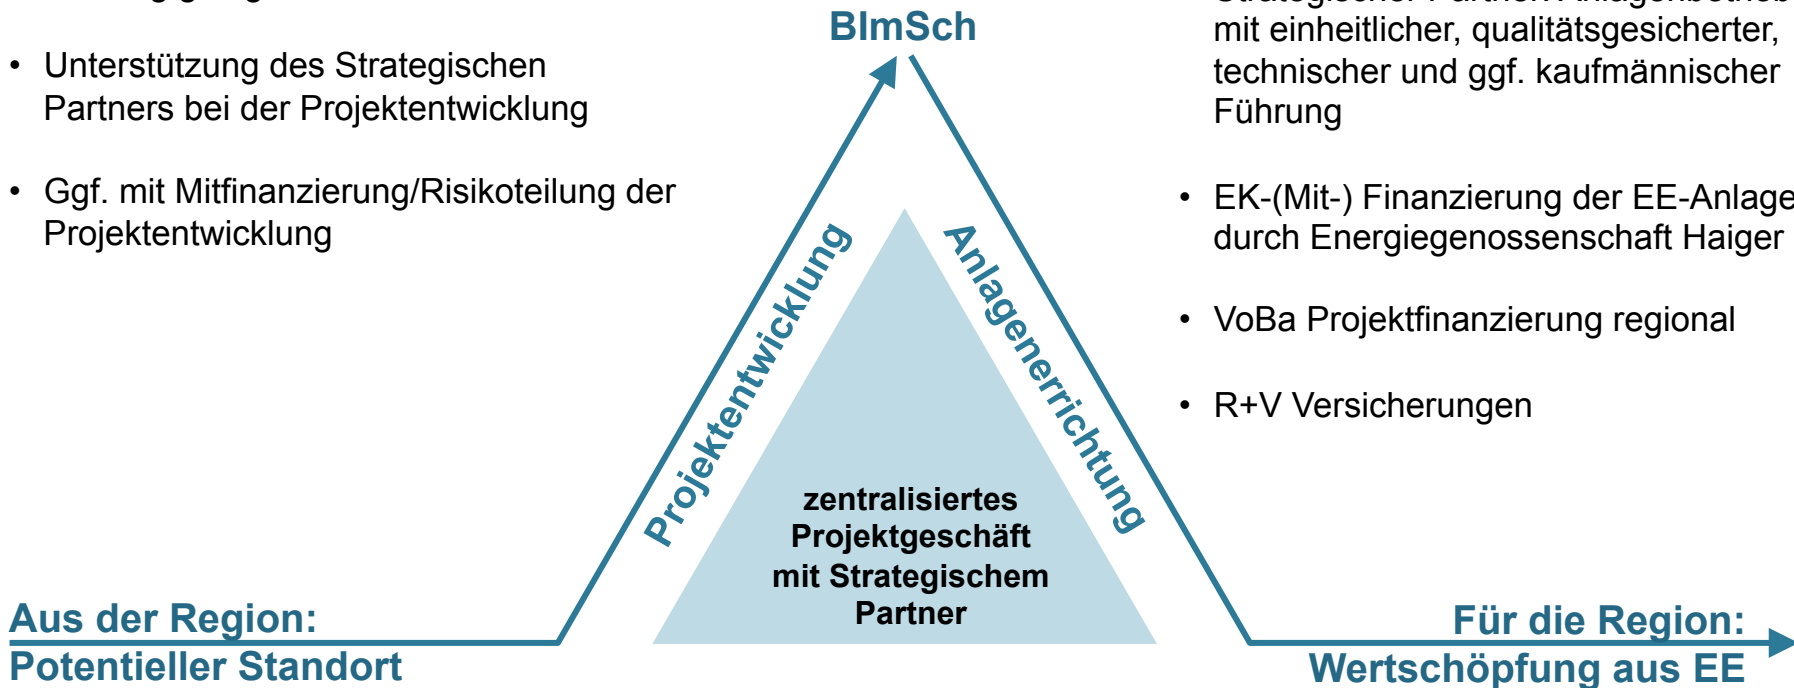 BImSch
• Unterstützung des Strategischen
Partners bei der Projektentwicklung
• Ggf. mit Mitfinanzierung/Risikoteilung der
Projektentwicklung
mit einheitlicher, qualitätsgesicherter,
technischer und ggf. kaufmännischer
Führung
• EK-(Mit-) Finanzierung der EE-Anlage
durch Energiegenossenschaft Haiger
• VoBa Projektfinanzierung regional
• R+V Versicherungen
Projektentwicklung
Anlagenerrichtung
zentralisiertes
Projektgeschäft
mit Strategischem
Partner
Aus der Region:
Potentieller Standort
Für die Region:
Wertschöpfung aus EE